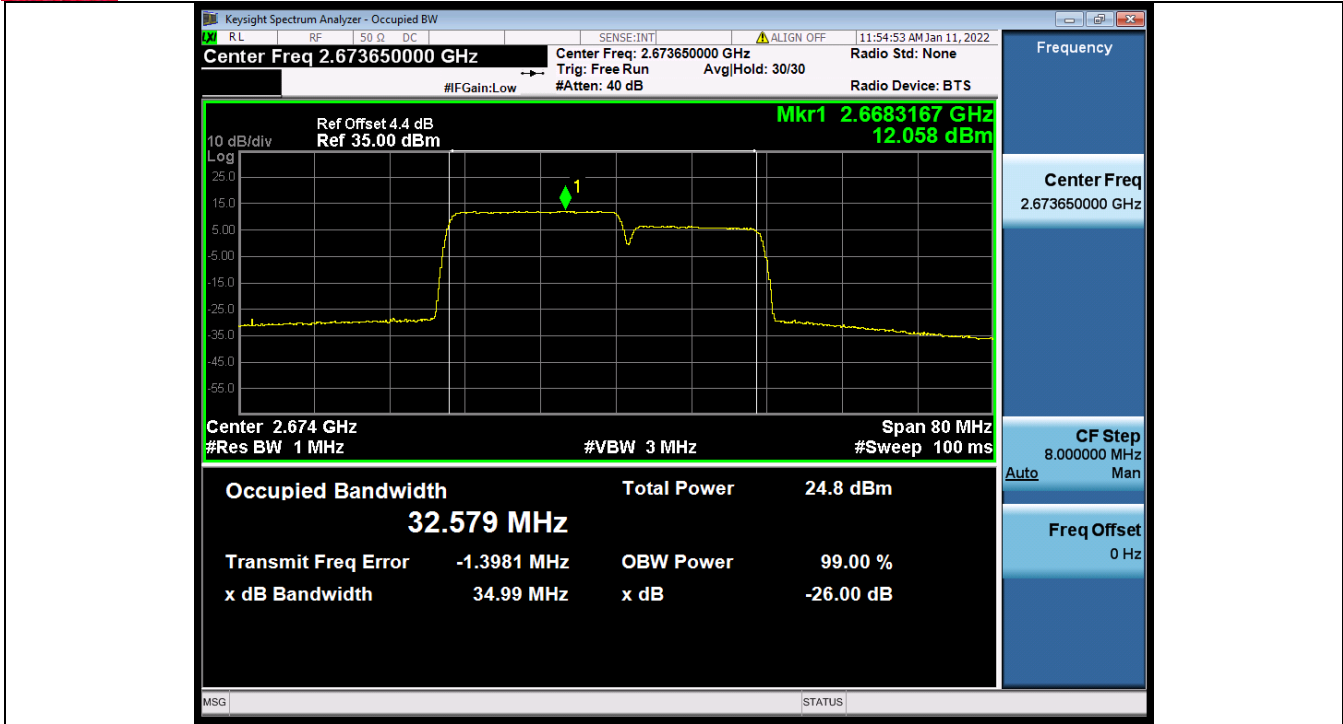 Keysight Spectrum Analyzer - Occupied BW
LXI RL RF 50 Ω DC SENSE:INT ALIGN OFF 11:54:53 AM Jan 11, 2022
Center Freq 2.673650000 GHz
#IFGain:Low
Center Freq: 2.673650000 GHz
Trig: Free Run Avg|Hold: 30/30
#Atten: 40 dB
Radio Std: None
Radio Device: BTS
Frequency
Mkr1 2.6683167 GHz
12.058 dBm
Ref Offset 4.4 dB
10 dB/div Ref 35.00 dBm
Log
25.0
15.0
5.00
-5.00
-15.0
-25.0
-35.0
-45.0
-55.0
1
Center 2.674 GHz Span 80 MHz
#Res BW 1 MHz #VBW 3 MHz #Sweep 100 ms
Occupied Bandwidth Total Power 24.8 dBm
32.579 MHz
Transmit Freq Error -1.3981 MHz OBW Power 99.00 %
x dB Bandwidth 34.99 MHz x dB -26.00 dB
Center Freq
2.673650000 GHz
CF Step
8.000000 MHz
Auto Man
Freq Offset
0 Hz
MSG STATUS